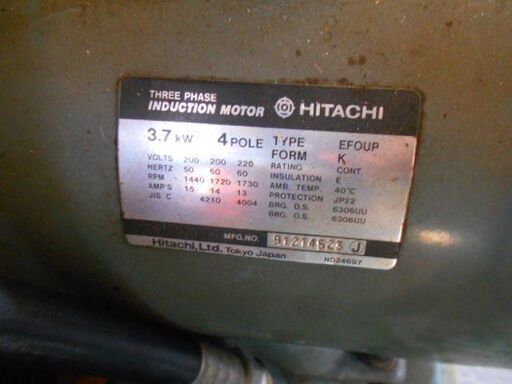 THREE PHASE
INDUCTION MOTOR HITACHI
3.7 kW 4 POLE TYPE EFOUP
FORM K
VOLTS 200 200 220 RATING CONT.
HERTZ 50 60 60 INSULATION E
RPM 1440 1720 1730 AMB. TEMP. 40°C
AMP'S 15 14 13 PROTECTION JP22
JIS C 4210 4004 BRG. D.S. 6306UU
BRG. O.S. 6306UU
MFG.NO. 91214523 J
Hitachi, Ltd. Tokyo Japan ND24697